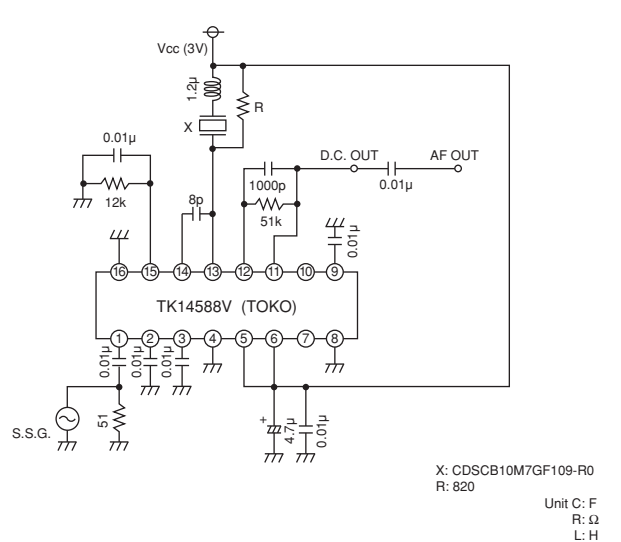 Vcc (3V)
1.2µ
R
X
0.01µ
12k
8p
1000p
51k
D.C. OUT
0.01µ
AF OUT
0.01µ
16 15 14 13 12 11 10 9
TK14588V (TOKO)
1 2 3 4 5 6 7 8
0.01µ
0.01µ
0.01µ
S.S.G.
51
+
4.7µ
0.01µ
X: CDSCB10M7GF109-R0
R: 820
Unit C: F
R: Ω
L: H